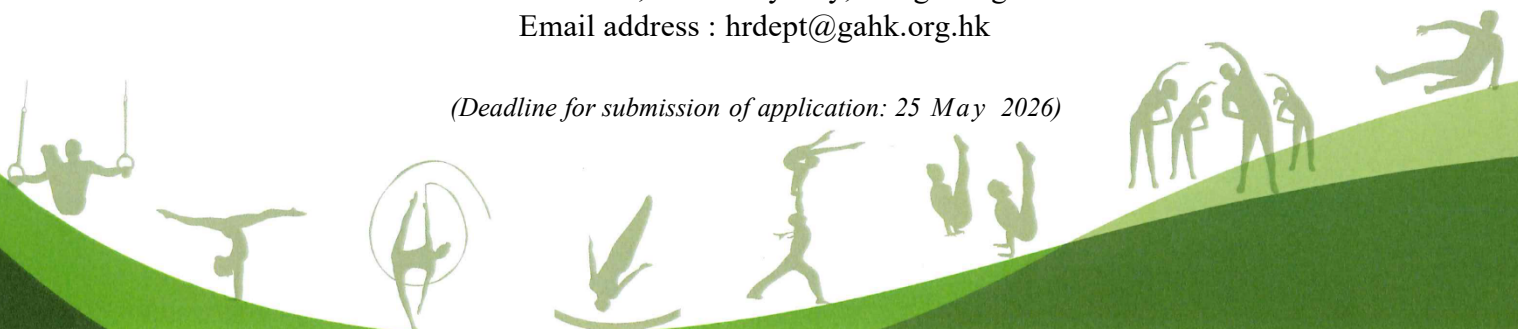 Email address : hrdept@gahk.org.hk
(Deadline for submission of application: 25 May 2026)